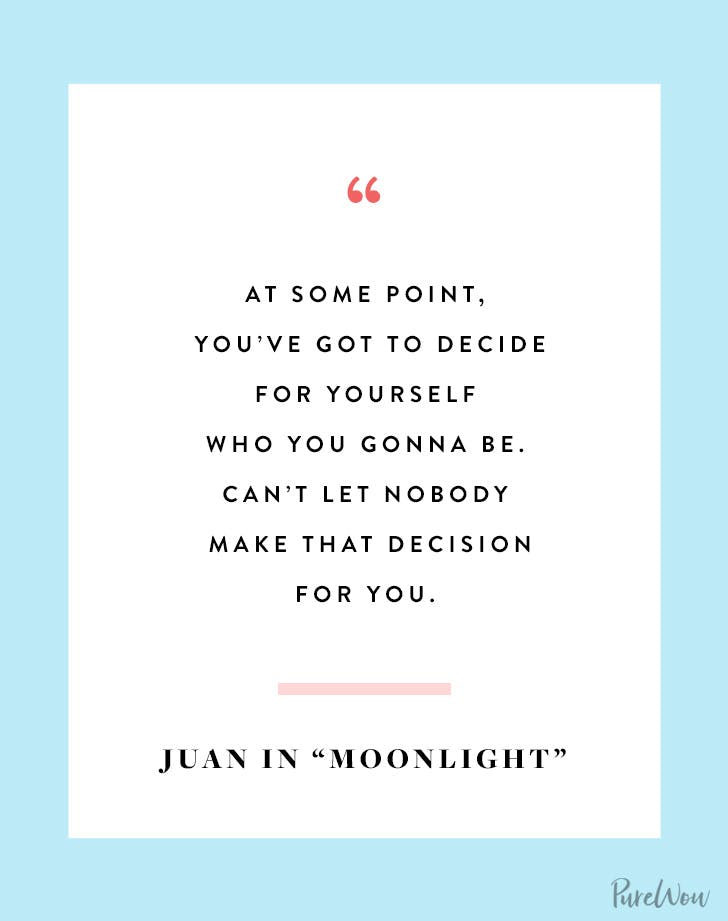 “
AT SOME POINT,
YOU’VE GOT TO DECIDE
FOR YOURSELF
WHO YOU GONNA BE.
CAN’T LET NOBODY
MAKE THAT DECISION
FOR YOU.
JUAN IN “MOONLIGHT”
PureWow